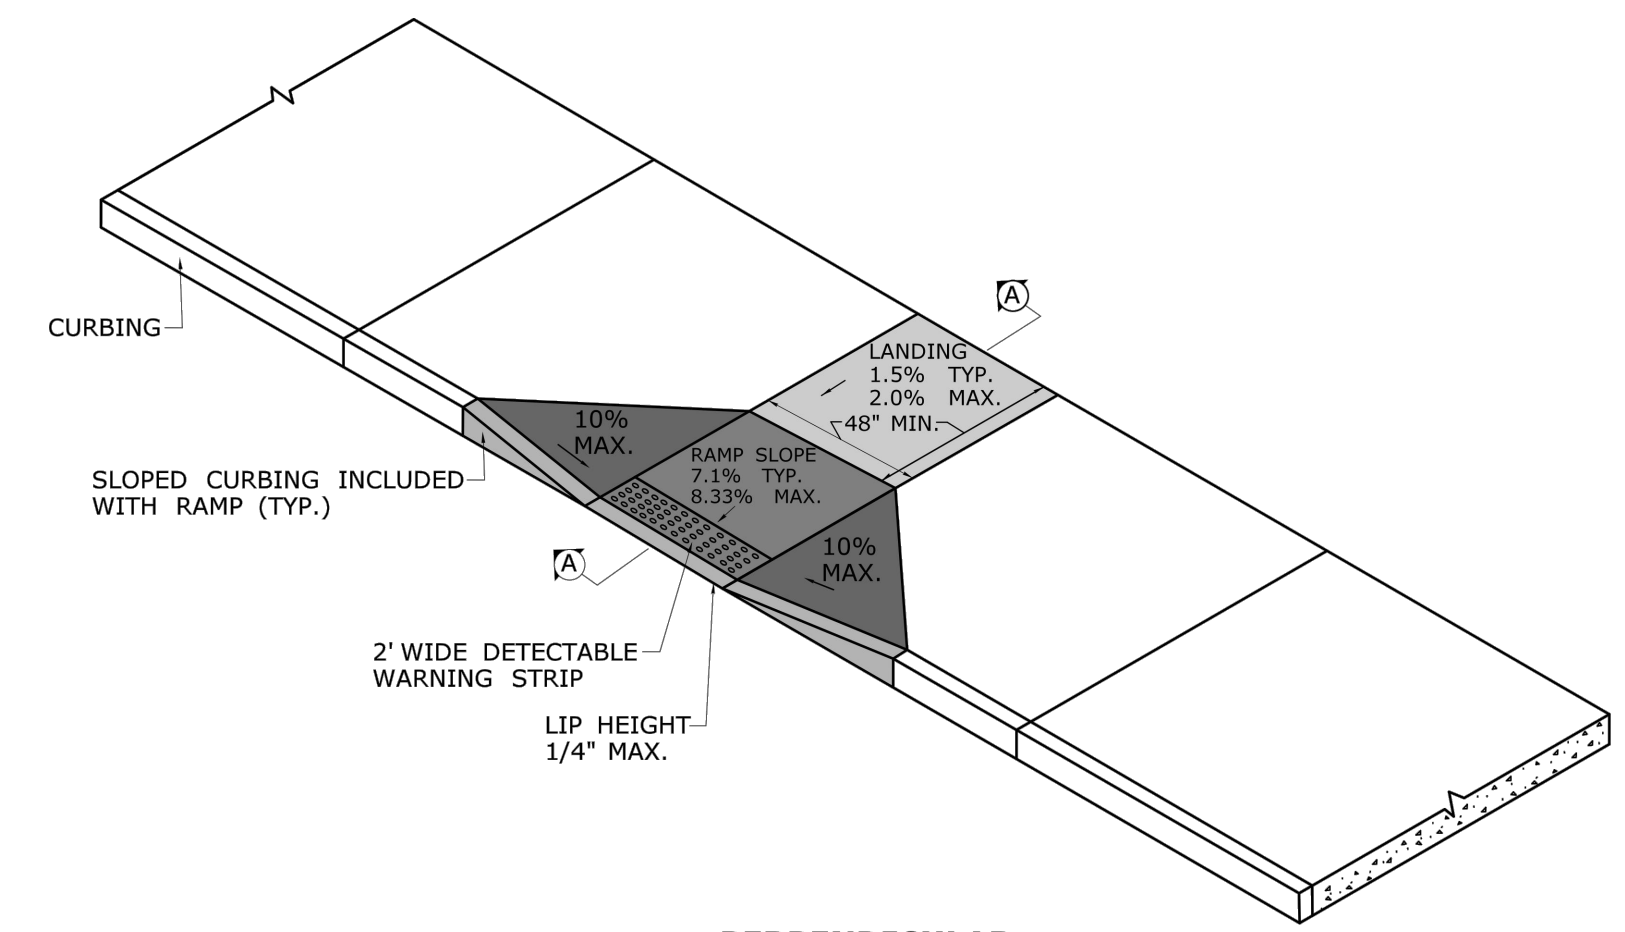 A
LANDING
1.5% TYP.
2.0% MAX.
48" MIN.
CURBING
10%
MAX.
RAMP SLOPE
7.1% TYP.
8.33% MAX.
SLOPED CURBING INCLUDED
WITH RAMP (TYP.)
10%
MAX.
A
2' WIDE DETECTABLE
WARNING STRIP
LIP HEIGHT
1/4" MAX.